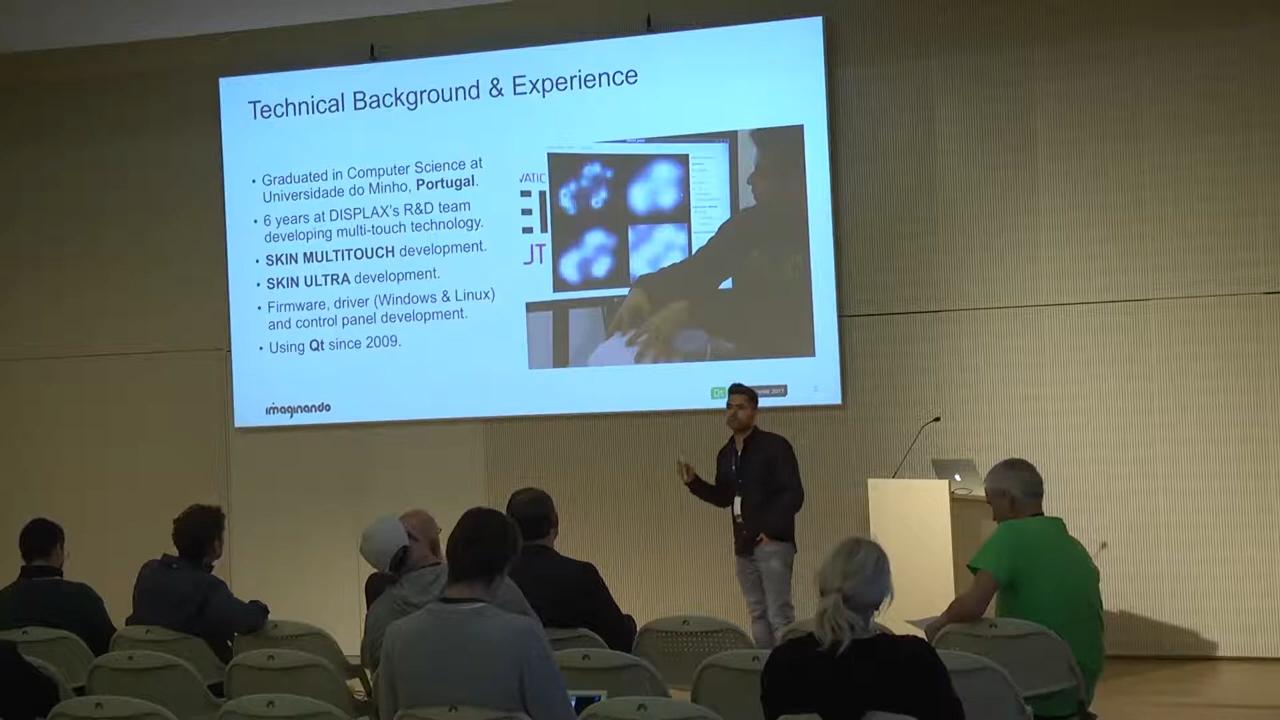 Technical Background & Experience
• Graduated in Computer Science at
Universidade do Minho, Portugal.
• 6 years at DISPLAX's R&D team
developing multi-touch technology.
• SKIN MULTITOUCH development.
• SKIN ULTRA development.
• Firmware, driver (Windows & Linux)
and control panel development.
• Using Qt since 2009.
imaginando
Qt
2017